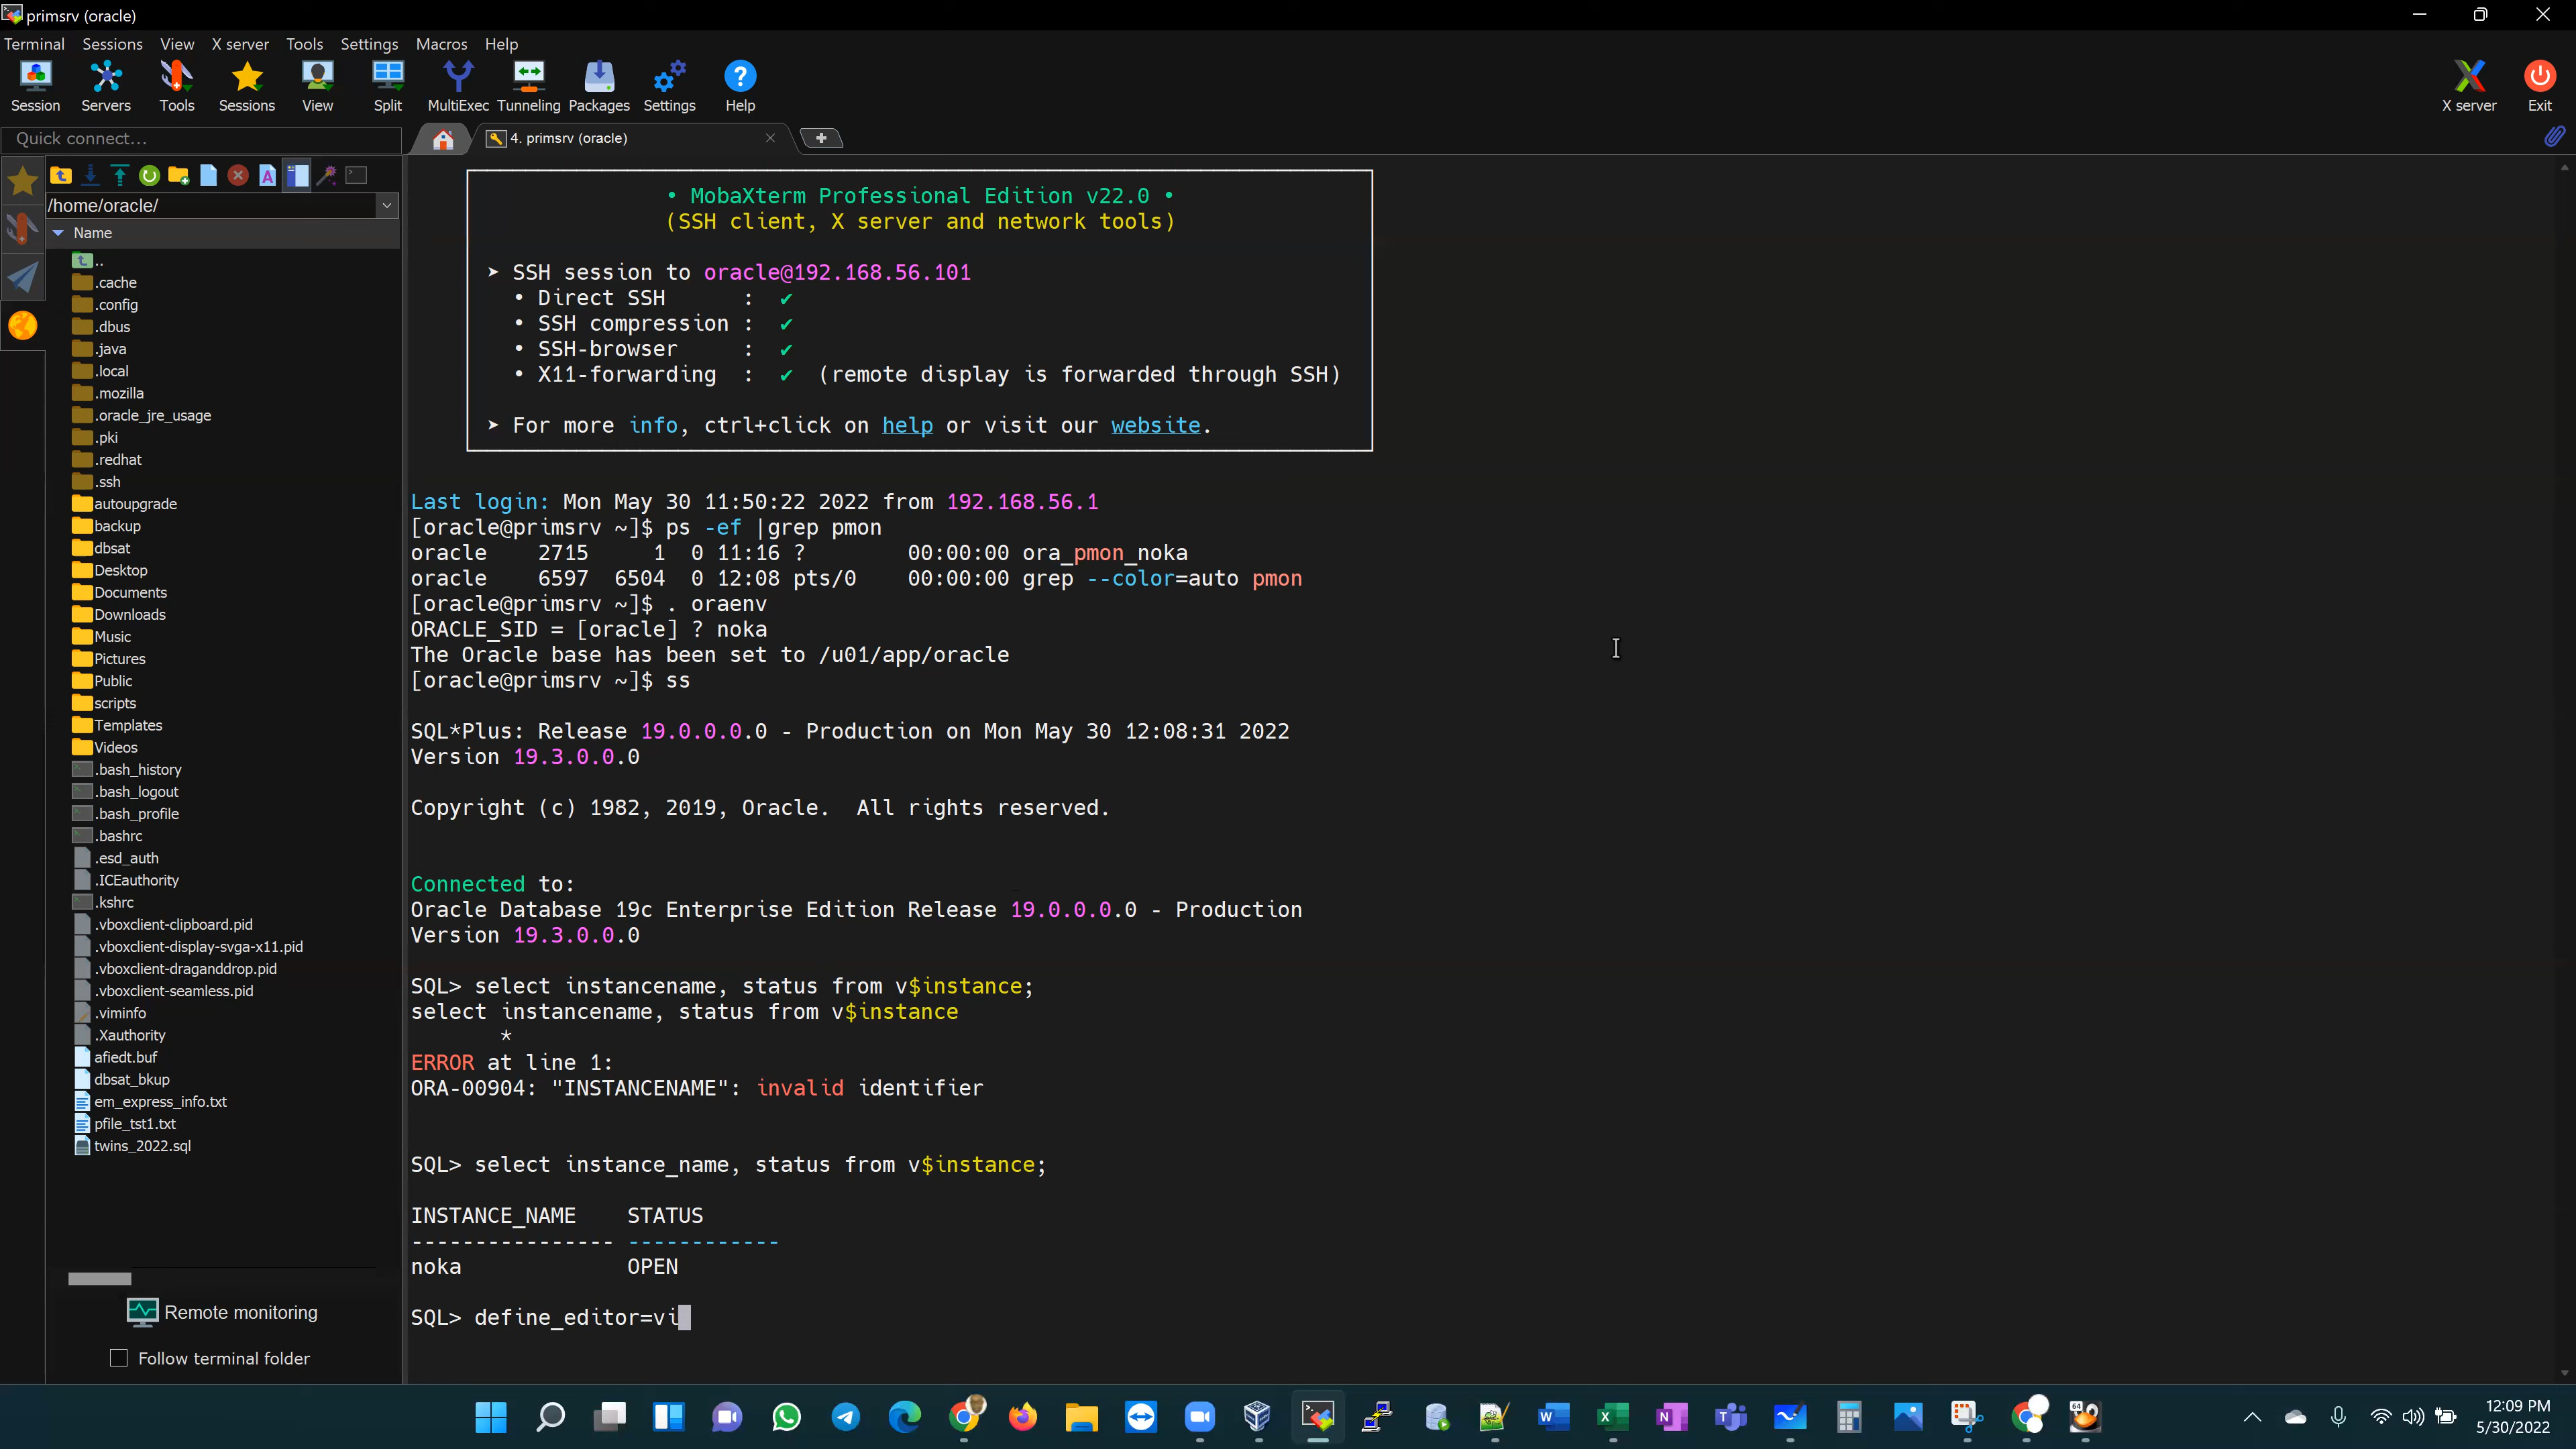 primsrv (oracle)
Terminal Sessions View X server Tools Settings Macros Help
Session Servers Tools Sessions View Split MultiExec Tunneling Packages Settings Help X server Exit
Quick connect...
4. primsrv (oracle)
/home/oracle/
Name
..
.cache
.config
.dbus
.java
.local
.mozilla
.oracle_jre_usage
.pki
.redhat
.ssh
autoupgrade
backup
dbsat
Desktop
Documents
Downloads
Music
Pictures
Public
scripts
Templates
Videos
.bash_history
.bash_logout
.bash_profile
.bashrc
.esd_auth
.ICEauthority
.kshrc
.vboxclient-clipboard.pid
.vboxclient-display-svga-x11.pid
.vboxclient-draganddrop.pid
.vboxclient-seamless.pid
.viminfo
.Xauthority
afiedt.buf
dbsat_bkup
em_express_info.txt
pfile_tst1.txt
twins_2022.sql
Remote monitoring
Follow terminal folder
• MobaXterm Professional Edition v22.0 •
(SSH client, X server and network tools)
➤ SSH session to oracle@192.168.56.101
• Direct SSH : ✔
• SSH compression : ✔
• SSH-browser : ✔
• X11-forwarding : ✔ (remote display is forwarded through SSH)
➤ For more info, ctrl+click on help or visit our website.
Last login: Mon May 30 11:50:22 2022 from 192.168.56.1
[oracle@primsrv ~]$ ps -ef |grep pmon
oracle 2715 1 0 11:16 ? 00:00:00 ora_pmon_noka
oracle 6597 6504 0 12:08 pts/0 00:00:00 grep --color=auto pmon
[oracle@primsrv ~]$ . oraenv
ORACLE_SID = [oracle] ? noka
The Oracle base has been set to /u01/app/oracle
[oracle@primsrv ~]$ ss
SQL*Plus: Release 19.0.0.0.0 - Production on Mon May 30 12:08:31 2022
Version 19.3.0.0.0
Copyright (c) 1982, 2019, Oracle. All rights reserved.
Connected to:
Oracle Database 19c Enterprise Edition Release 19.0.0.0.0 - Production
Version 19.3.0.0.0
SQL> select instancename, status from v$instance;
select instancename, status from v$instance
*
ERROR at line 1:
ORA-00904: "INSTANCENAME": invalid identifier
SQL> select instance_name, status from v$instance;
INSTANCE_NAME STATUS
---------------- ------------
noka OPEN
SQL> define_editor=vi
12:09 PM
5/30/2022